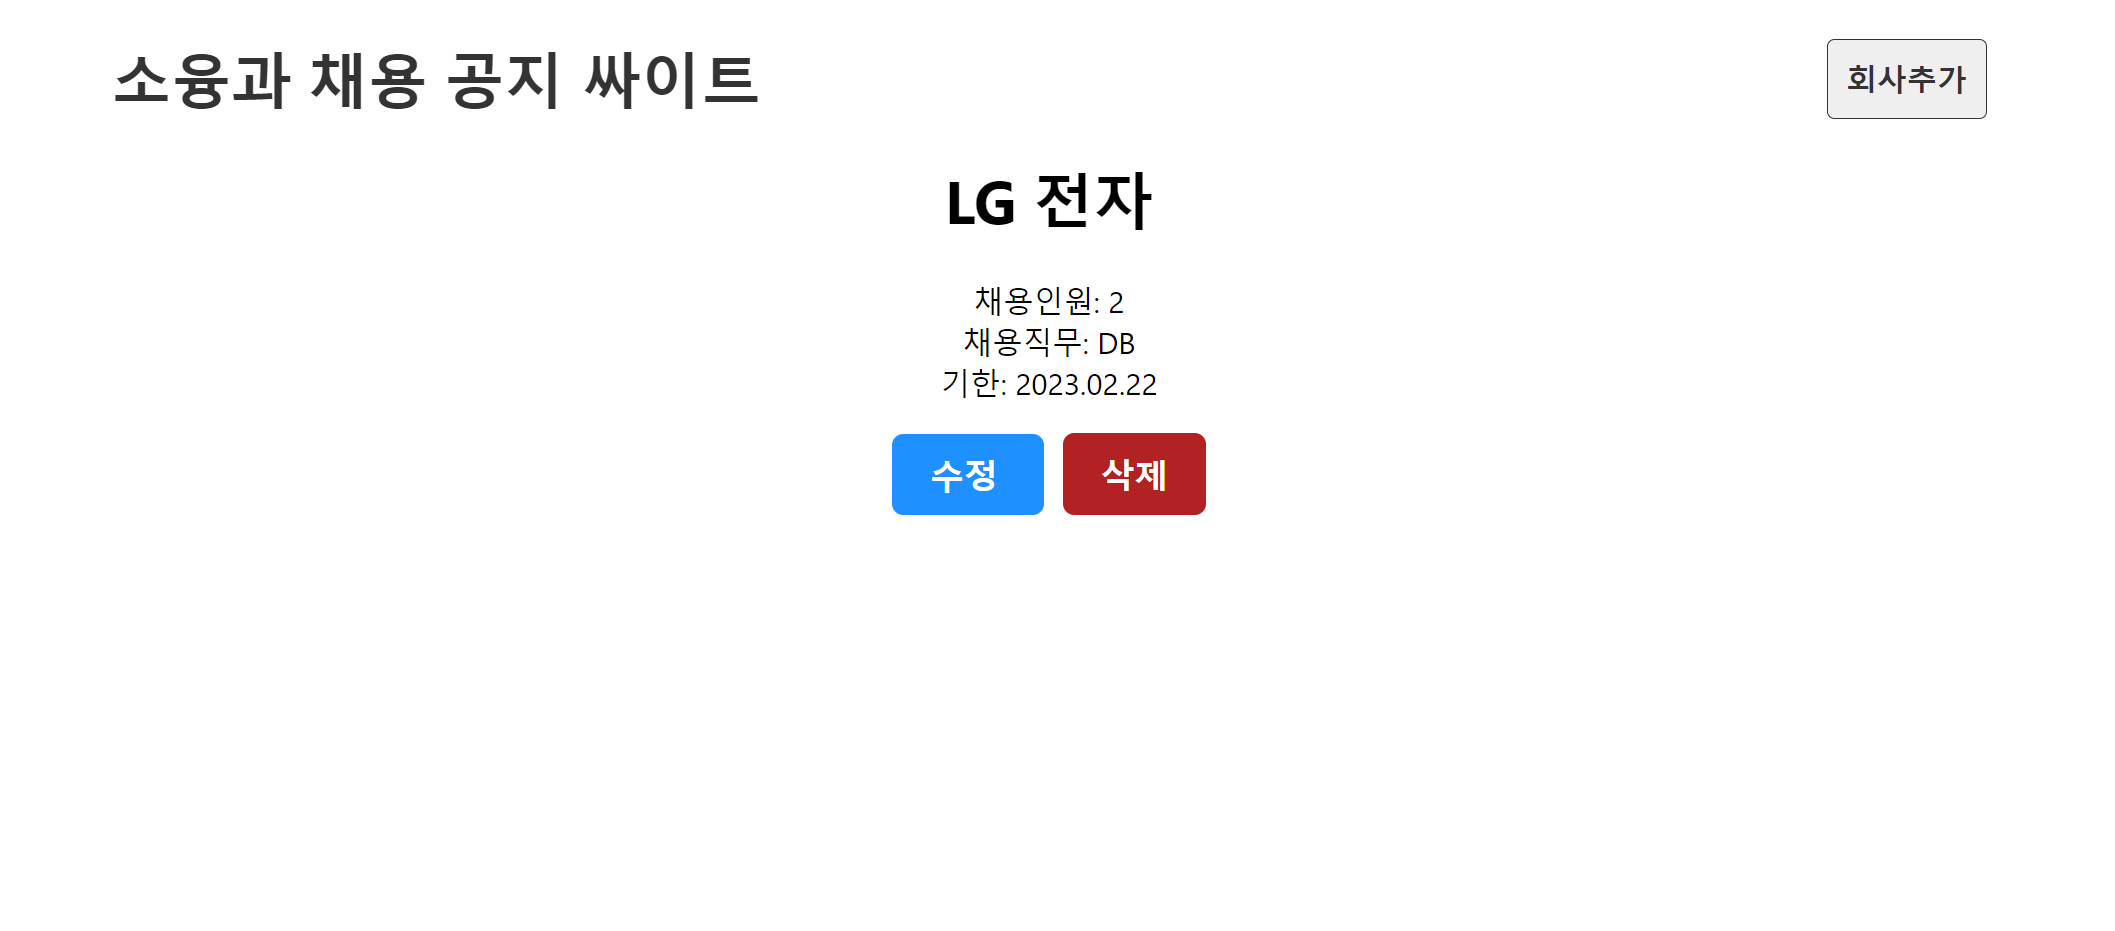 소융과 채용 공지 싸이트
회사추가
LG 전자
채용인원: 2
채용직무: DB
기한: 2023.02.22
수정
삭제